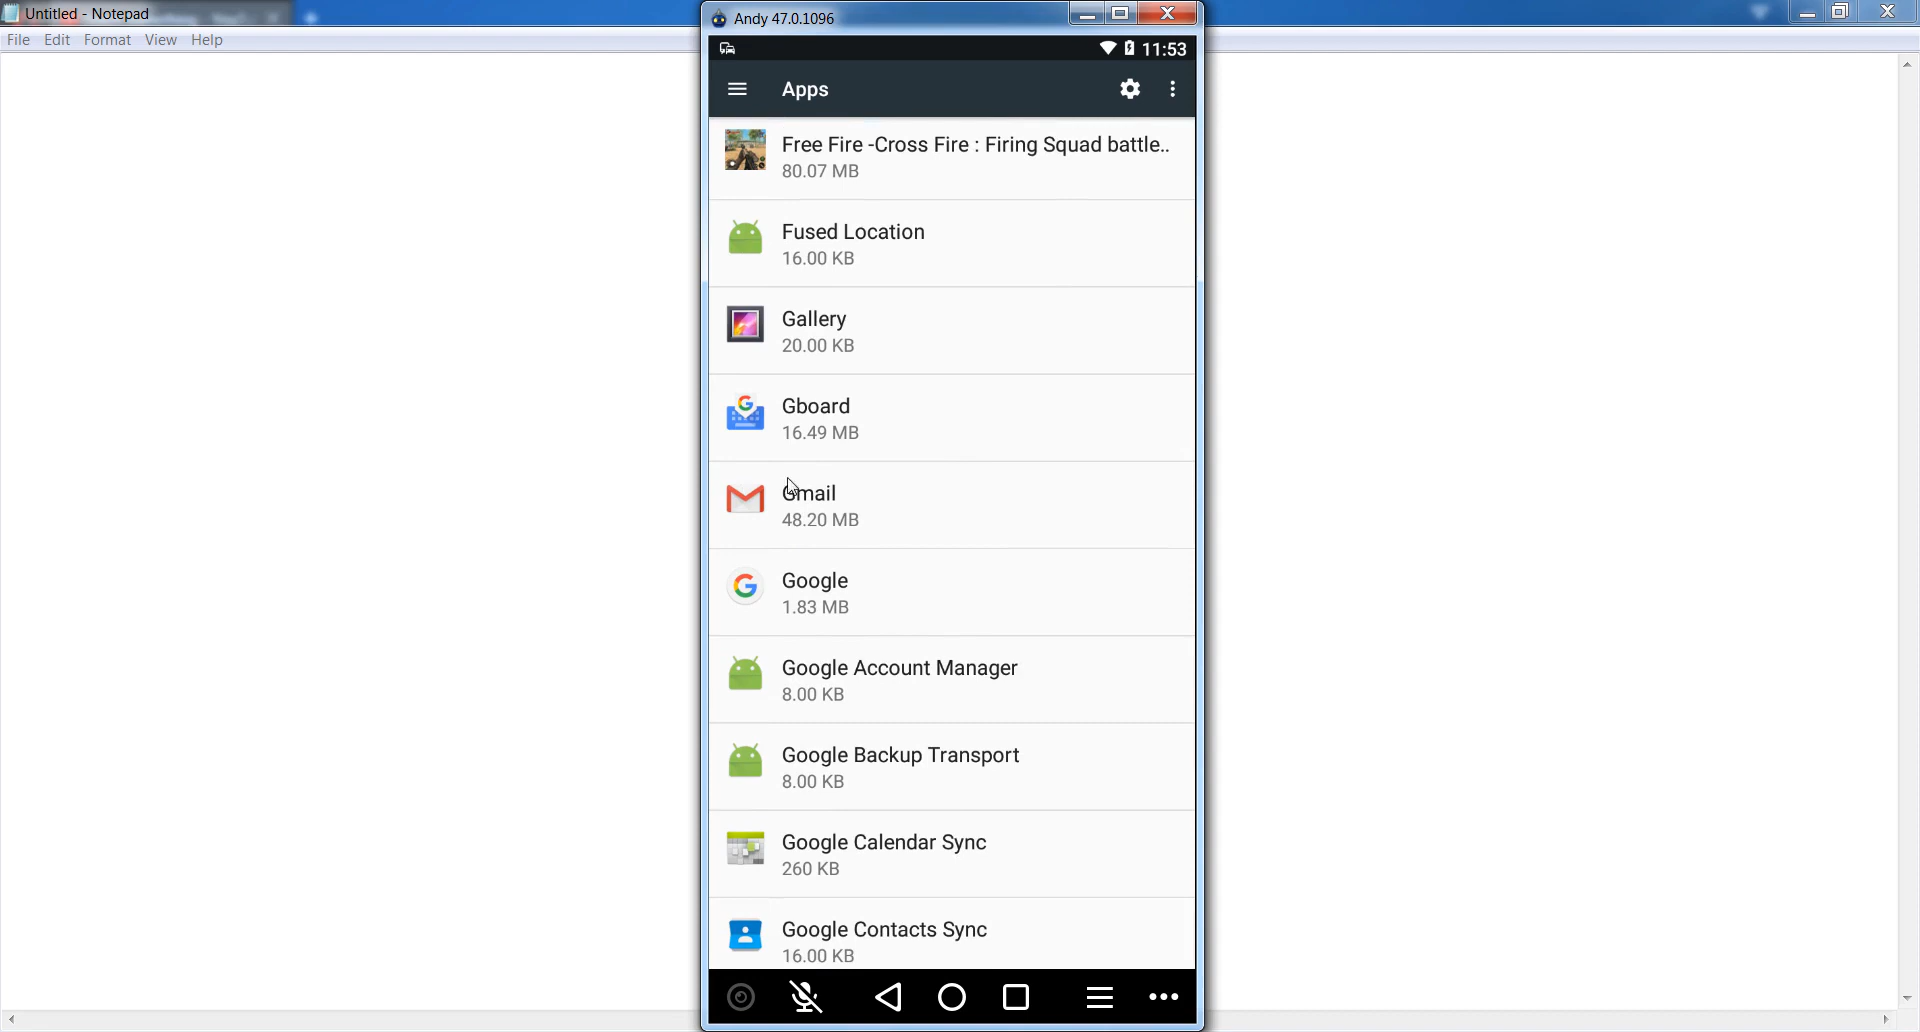 Untitled - Notepad
File Edit Format View Help
Andy 47.0.1096
11:53
Apps
Free Fire -Cross Fire : Firing Squad battle..
80.07 MB
Fused Location
16.00 KB
Gallery
20.00 KB
Gboard
16.49 MB
Gmail
48.20 MB
Google
1.83 MB
Google Account Manager
8.00 KB
Google Backup Transport
8.00 KB
Google Calendar Sync
260 KB
Google Contacts Sync
16.00 KB